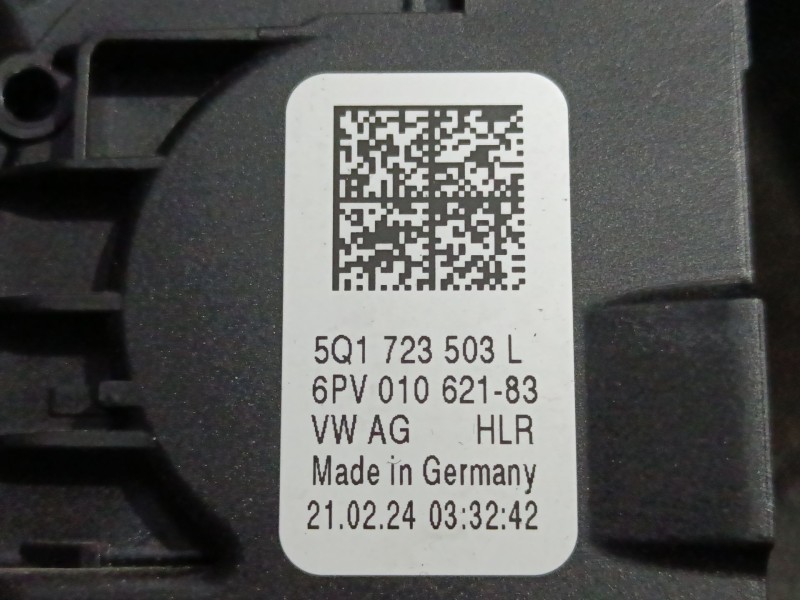 5Q1 723 503 L
6PV 010 621-83
VW AG HLR
Made in Germany
21.02.24 03:32:42